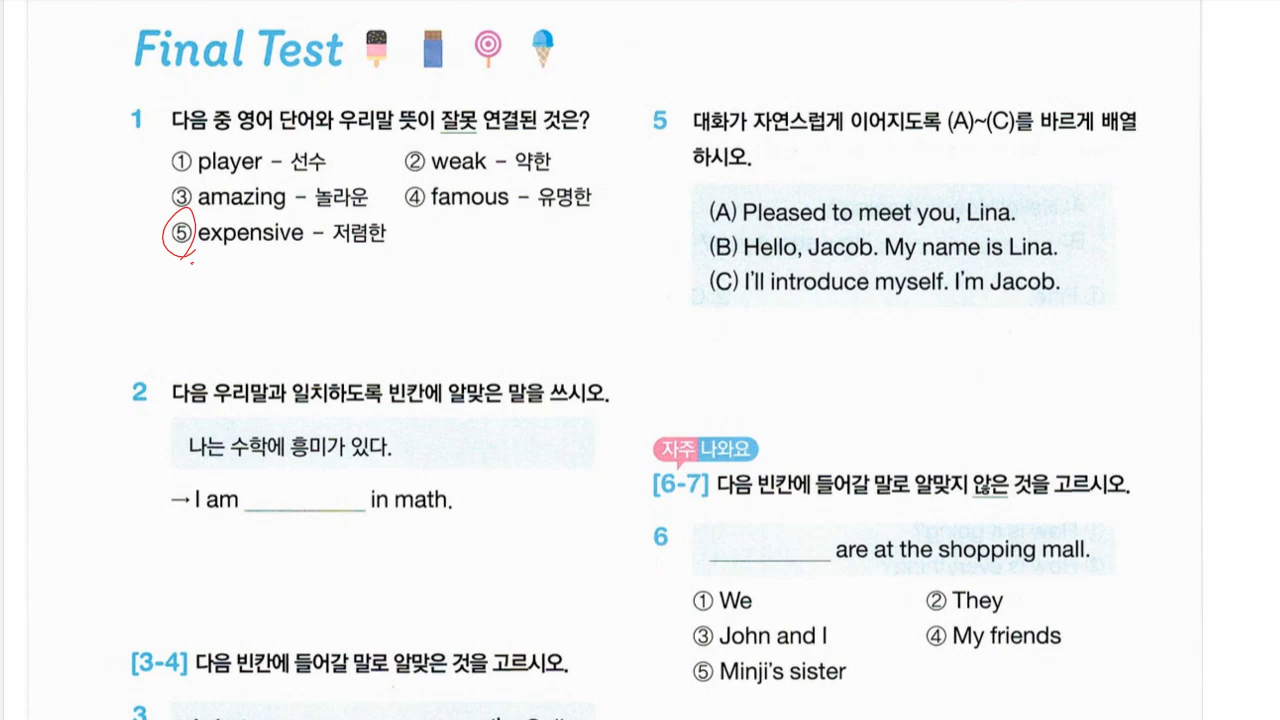 Final Test
1 다음 중 영어 단어와 우리말 뜻이 잘못 연결된 것은?
① player – 선수 ② weak – 약한
③ amazing – 놀라운 ④ famous – 유명한
⑤ expensive – 저렴한
2 다음 우리말과 일치하도록 빈칸에 알맞은 말을 쓰시오.
나는 수학에 흥미가 있다.
→ I am ____________ in math.
[3-4] 다음 빈칸에 들어갈 말로 알맞은 것을 고르시오.
3
5 대화가 자연스럽게 이어지도록 (A)~(C)를 바르게 배열
하시오.
(A) Pleased to meet you, Lina.
(B) Hello, Jacob. My name is Lina.
(C) I'll introduce myself. I'm Jacob.
자주 나와요
[6-7] 다음 빈칸에 들어갈 말로 알맞지 않은 것을 고르시오.
6 ____________ are at the shopping mall.
① We ② They
③ John and I ④ My friends
⑤ Minji's sister